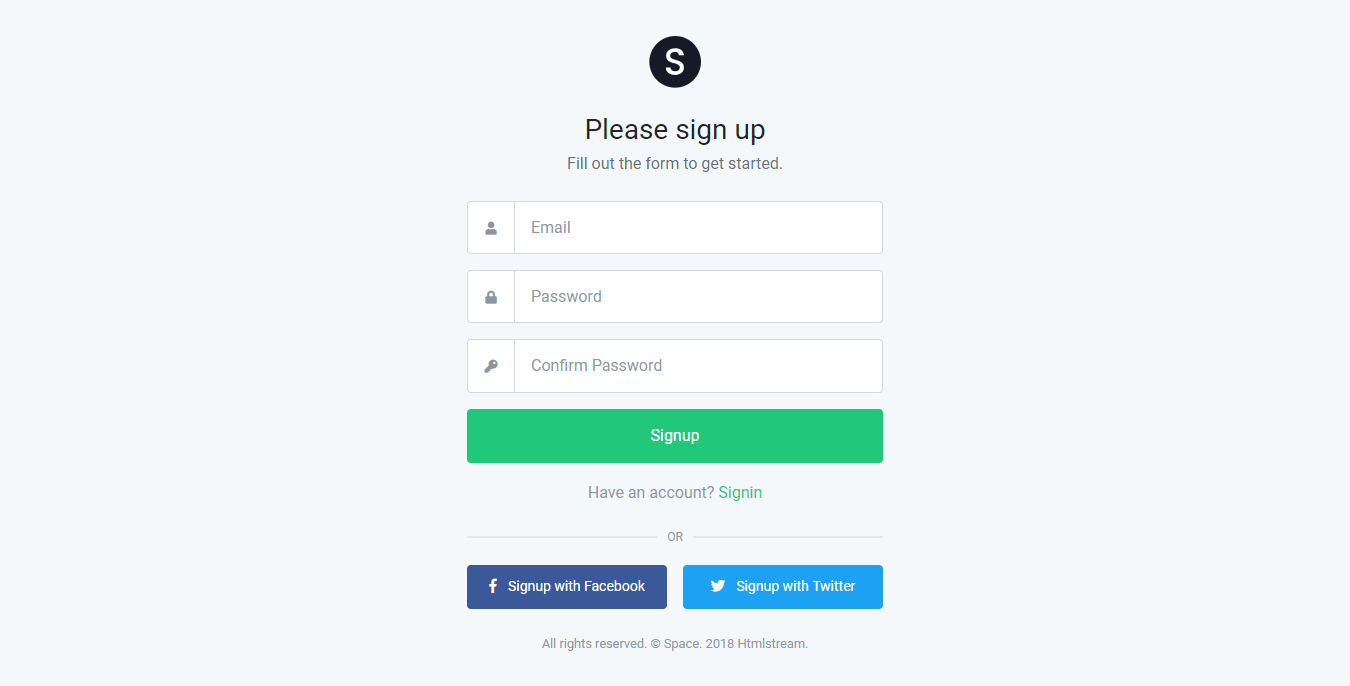 S
Please sign up
Fill out the form to get started.
Email
Password
Confirm Password
Signup
Have an account? Signin
OR
Signup with Facebook
Signup with Twitter
All rights reserved. © Space. 2018 Htmlstream.